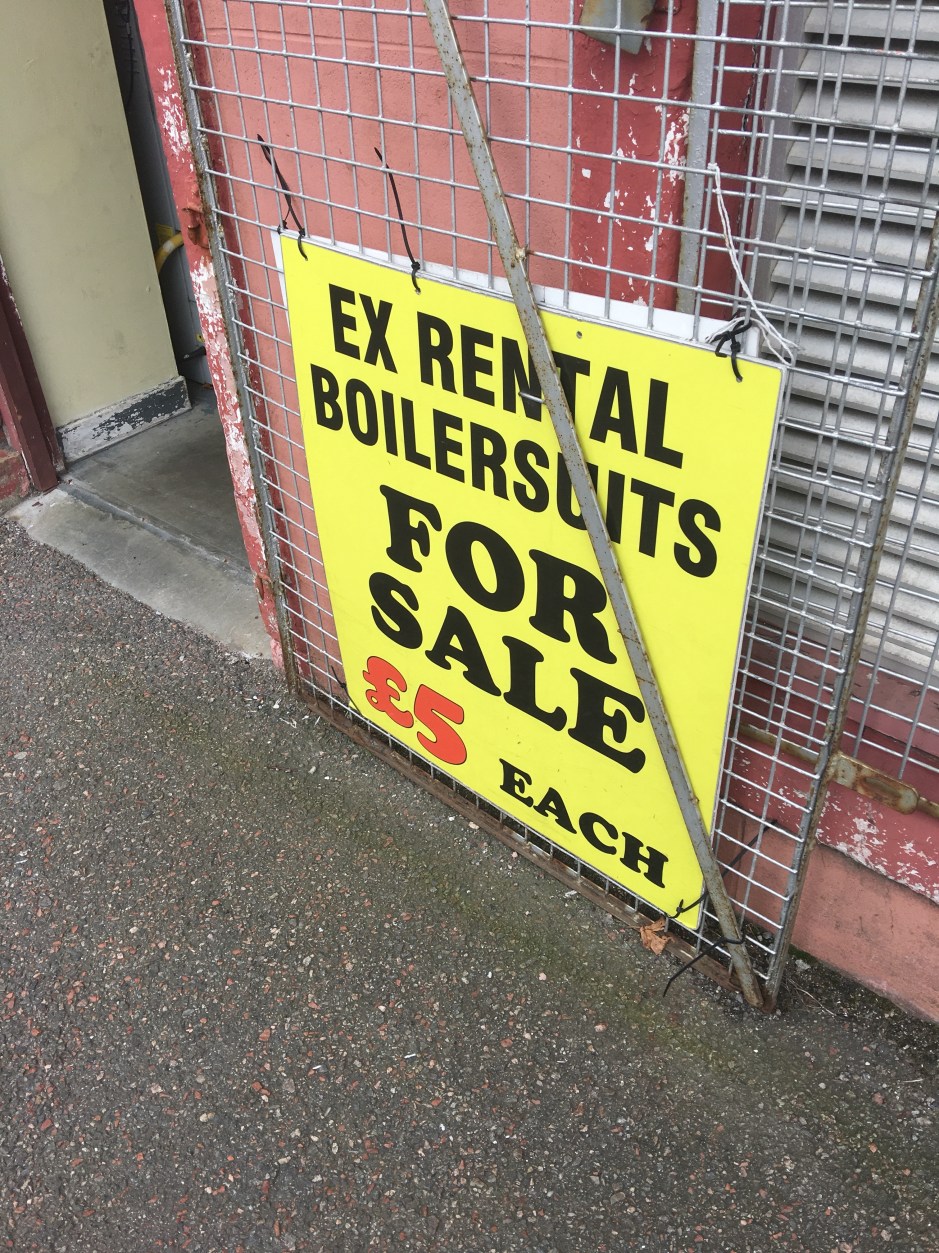 EX RENTAL
BOILERSUITS
FOR
SALE
£5
EACH